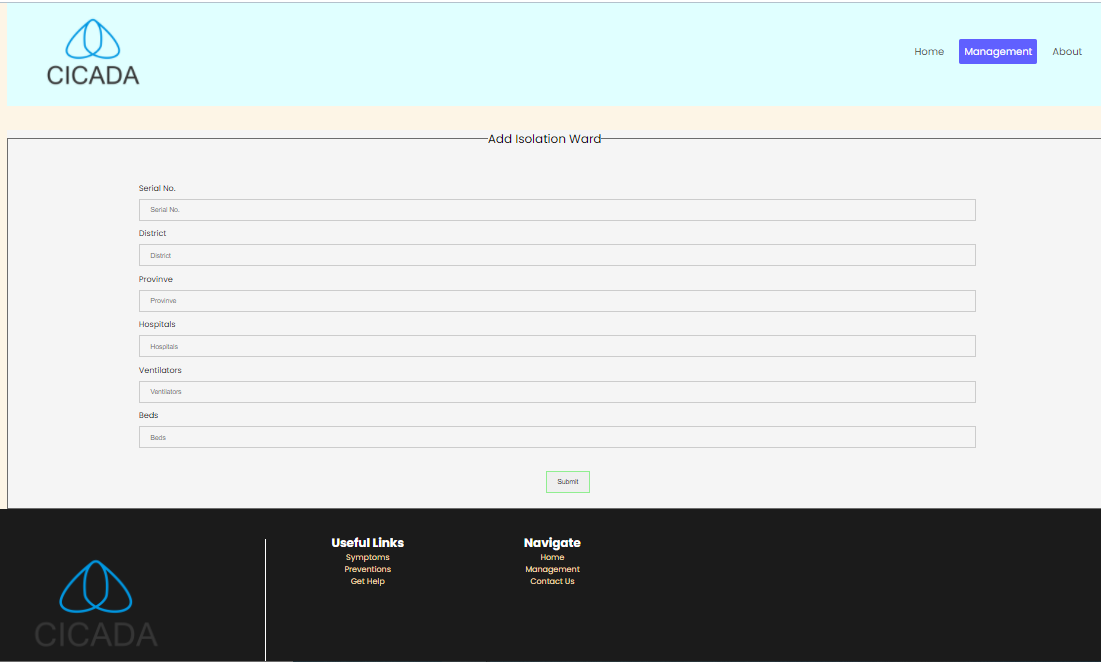 CICADA
Home Management About
Add Isolation Ward
Serial No.
Serial No.
District
District
Provinve
Provinve
Hospitals
Hospitals
Ventilators
Ventilators
Beds
Beds
Submit
CICADA
Useful Links
Symptoms
Preventions
Get Help
Navigate
Home
Management
Contact Us